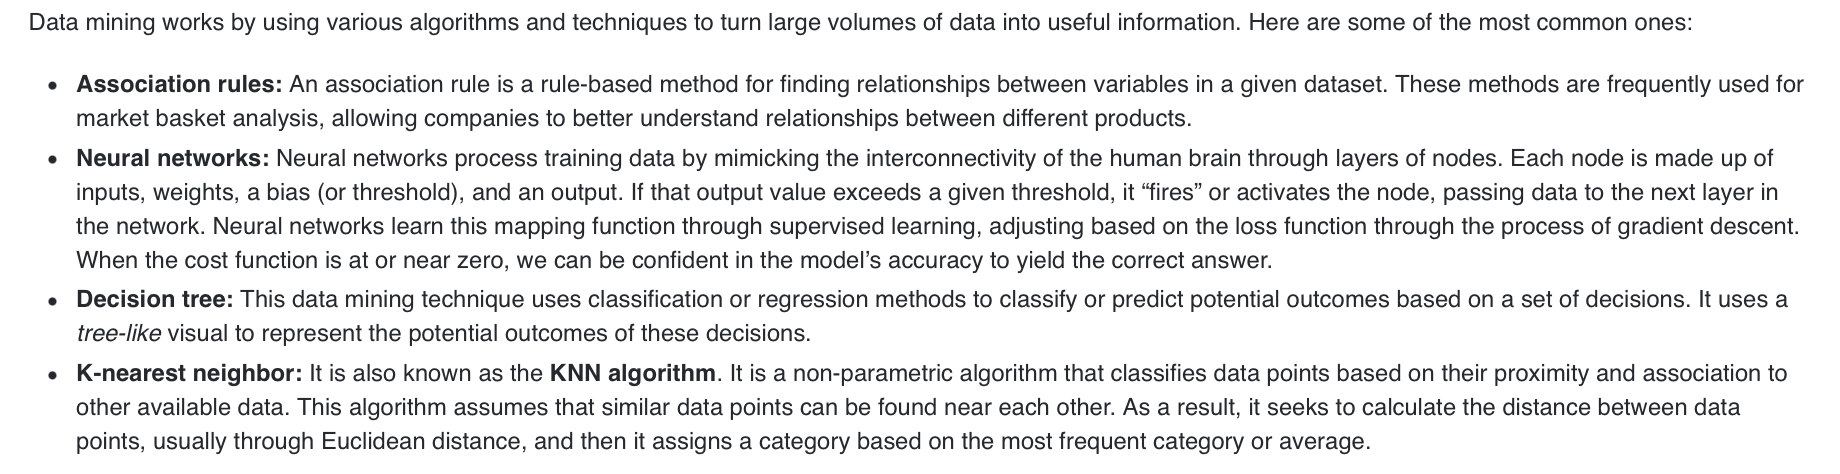 Data mining works by using various algorithms and techniques to turn large volumes of data into useful information. Here are some of the most common ones:
• Association rules: An association rule is a rule-based method for finding relationships between variables in a given dataset. These methods are frequently used for
market basket analysis, allowing companies to better understand relationships between different products.
• Neural networks: Neural networks process training data by mimicking the interconnectivity of the human brain through layers of nodes. Each node is made up of
inputs, weights, a bias (or threshold), and an output. If that output value exceeds a given threshold, it “fires” or activates the node, passing data to the next layer in
the network. Neural networks learn this mapping function through supervised learning, adjusting based on the loss function through the process of gradient descent.
When the cost function is at or near zero, we can be confident in the model’s accuracy to yield the correct answer.
• Decision tree: This data mining technique uses classification or regression methods to classify or predict potential outcomes based on a set of decisions. It uses a
tree-like visual to represent the potential outcomes of these decisions.
• K-nearest neighbor: It is also known as the KNN algorithm. It is a non-parametric algorithm that classifies data points based on their proximity and association to
other available data. This algorithm assumes that similar data points can be found near each other. As a result, it seeks to calculate the distance between data
points, usually through Euclidean distance, and then it assigns a category based on the most frequent category or average.